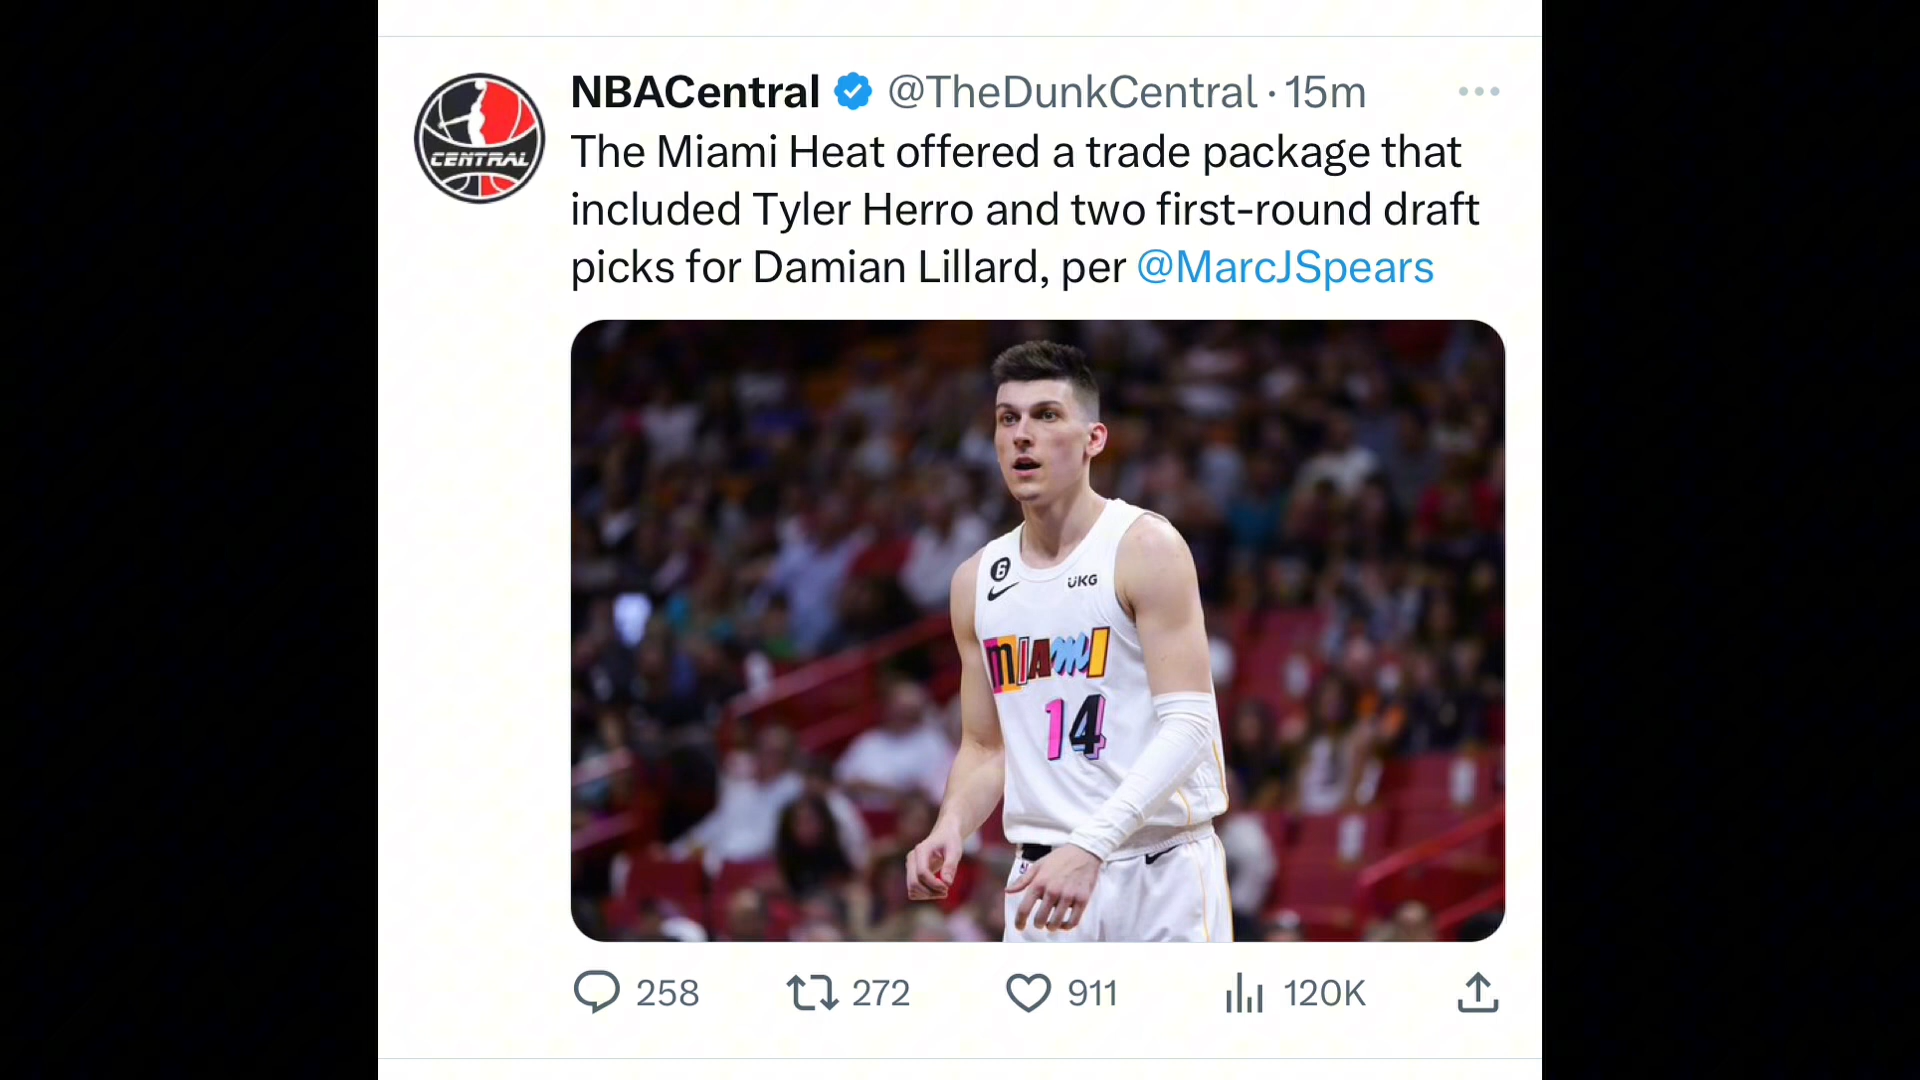 NBACentral @TheDunkCentral · 15m
CENTRAL
The Miami Heat offered a trade package that
included Tyler Herro and two first-round draft
picks for Damian Lillard, per @MarcJSpears
6
UKG
MIAMI
14
258 272 911 120K